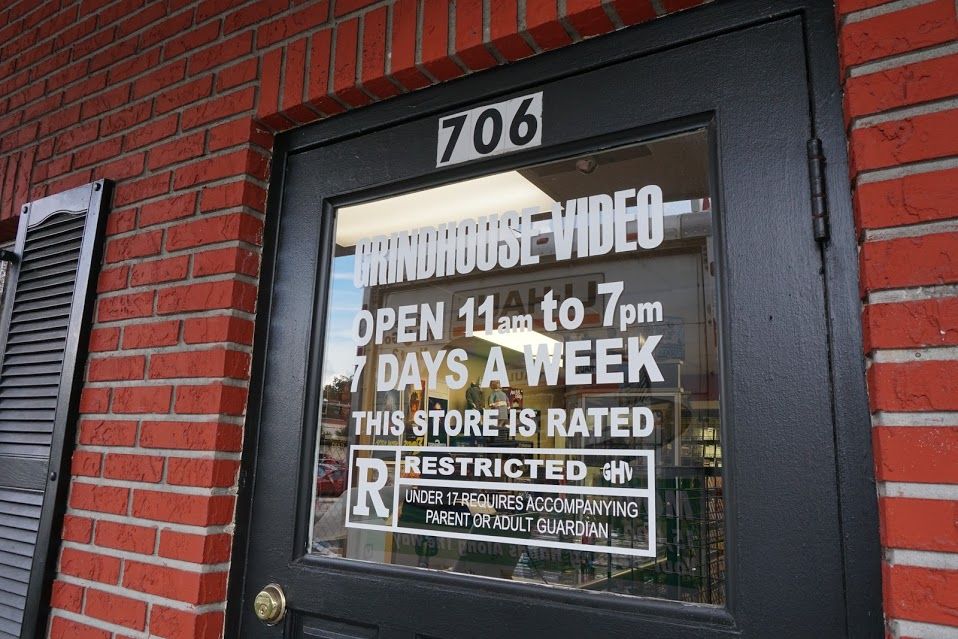 706
GRINDHOUSE VIDEO
OPEN 11am to 7pm
7 DAYS A WEEK
THIS STORE IS RATED
R RESTRICTED GHV
UNDER 17 REQUIRES ACCOMPANYING
PARENT OR ADULT GUARDIAN
U-HAUL